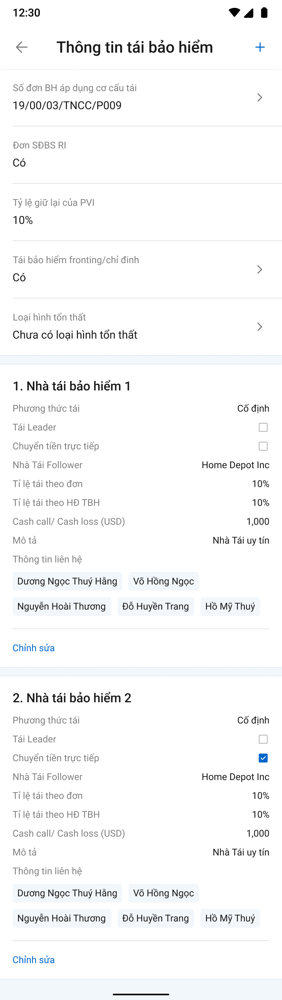 12:30
Thông tin tái bảo hiểm
Số đơn BH áp dụng cơ cấu tái
19/00/03/TNCC/P009
Đơn SĐBS RI
Có
Tỷ lệ giữ lại của PVI
10%
Tái bảo hiểm fronting/chỉ đinh
Có
Loại hình tổn thất
Chưa có loại hình tổn thất
1. Nhà tái bảo hiểm 1
Phương thức tái Cố định
Tái Leader
Chuyển tiền trực tiếp
Nhà Tái Follower Home Depot Inc
Tỉ lệ tái theo đơn 10%
Tỉ lệ tái theo HĐ TBH 10%
Cash call/ Cash loss (USD) 1,000
Mô tả Nhà Tái uy tín
Thông tin liên hệ
Dương Ngọc Thuý Hằng Võ Hồng Ngọc
Nguyễn Hoài Thương Đỗ Huyền Trang Hồ Mỹ Thuý
Chỉnh sửa
2. Nhà tái bảo hiểm 2
Phương thức tái Cố định
Tái Leader
Chuyển tiền trực tiếp
Nhà Tái Follower Home Depot Inc
Tỉ lệ tái theo đơn 10%
Tỉ lệ tái theo HĐ TBH 10%
Cash call/ Cash loss (USD) 1,000
Mô tả Nhà Tái uy tín
Thông tin liên hệ
Dương Ngọc Thuý Hằng Võ Hồng Ngọc
Nguyễn Hoài Thương Đỗ Huyền Trang Hồ Mỹ Thuý
Chỉnh sửa